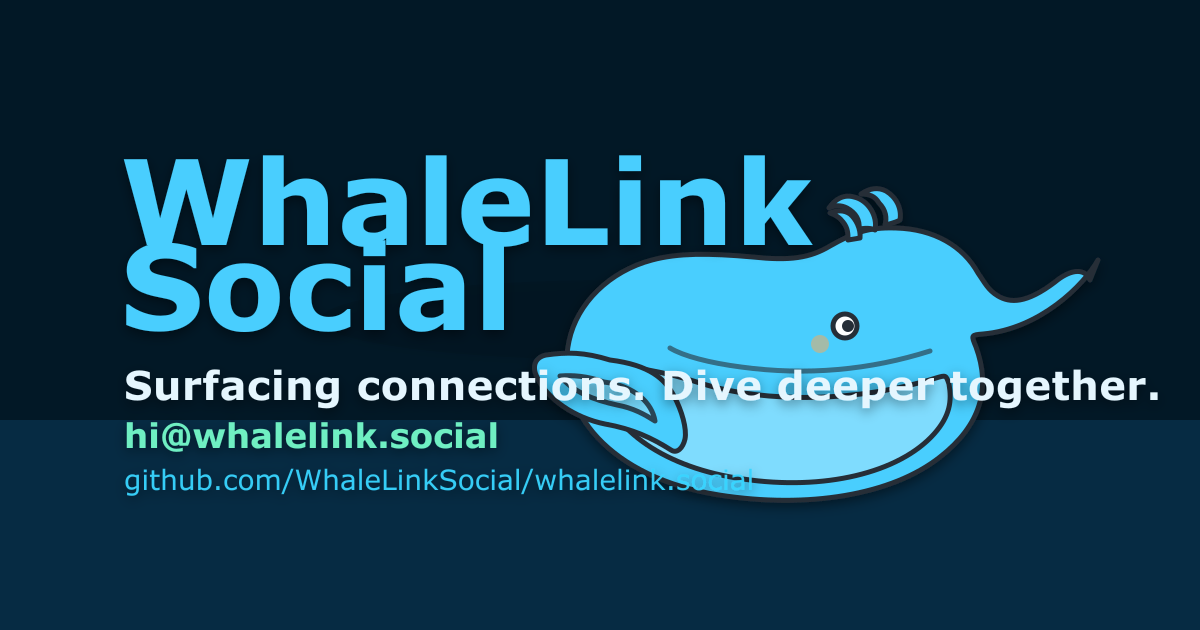 WhaleLink
Social
Surfacing connections. Dive deeper together.
hi@whalelink.social
github.com/WhaleLinkSocial/whalelink.social